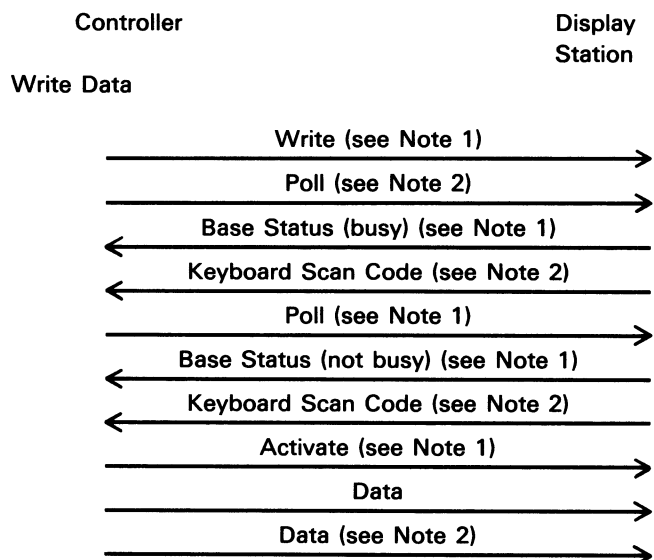 Controller
Display
Station
Write Data
Write (see Note 1)
Poll (see Note 2)
Base Status (busy) (see Note 1)
Keyboard Scan Code (see Note 2)
Poll (see Note 1)
Base Status (not busy) (see Note 1)
Keyboard Scan Code (see Note 2)
Activate (see Note 1)
Data
Data (see Note 2)